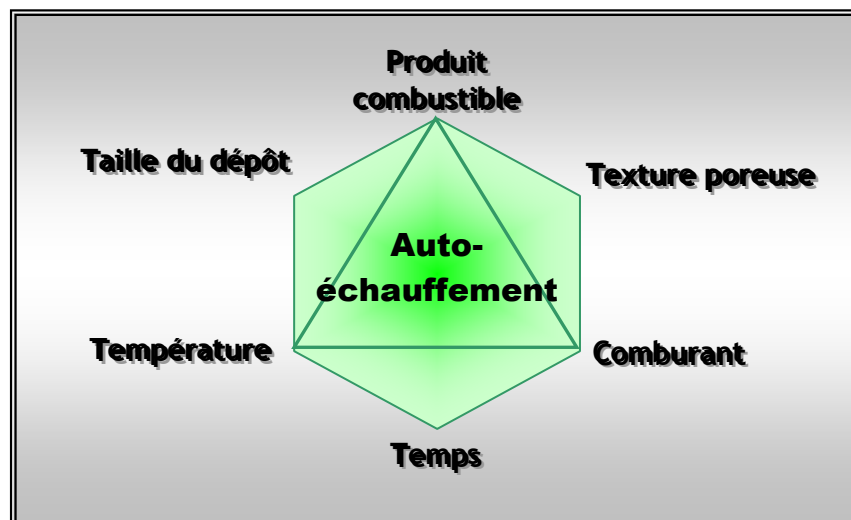 Produit
combustible
Taille du dépôt
Texture poreuse
Auto-
échauffement
Température
Comburant
Temps